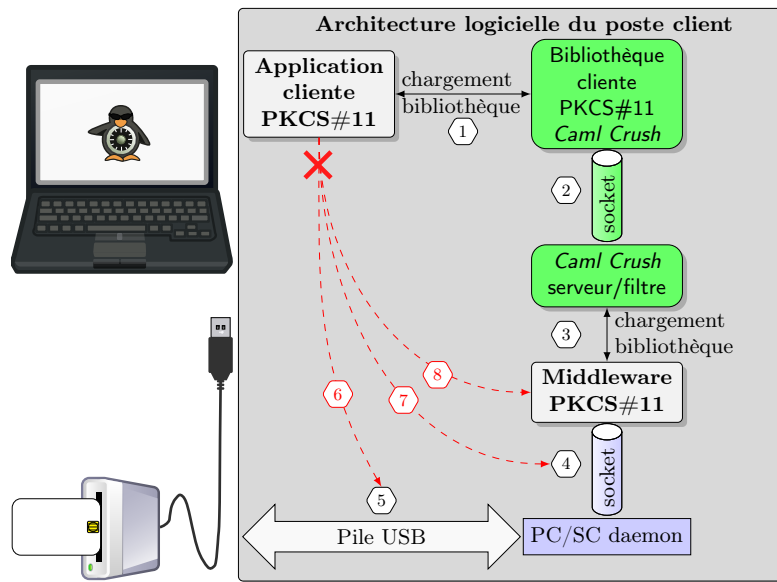 Architecture logicielle du poste client
Application
cliente
PKCS#11
chargement
bibliothèque
1
Bibliothèque
cliente
PKCS#11
Caml Crush
2
socket
Caml Crush
serveur/filtre
3
chargement
bibliothèque
6
7
8
Middleware
PKCS#11
4
socket
5
Pile USB
PC/SC daemon